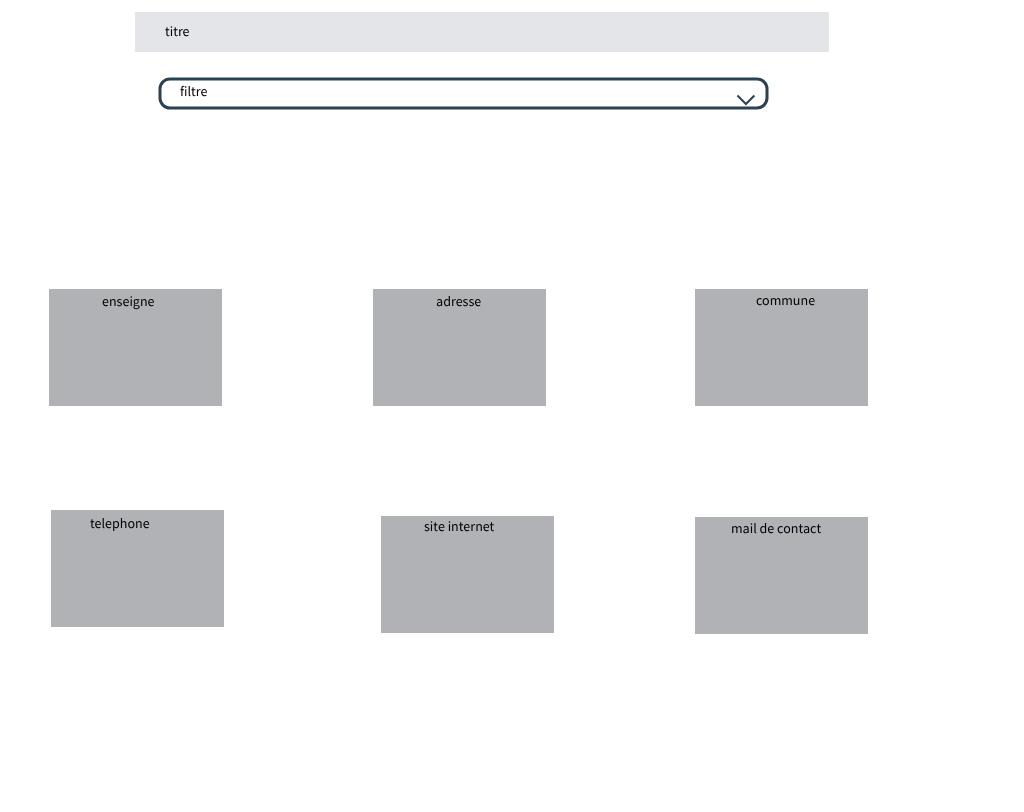 titre
filtre
enseigne
adresse
commune
telephone
site internet
mail de contact